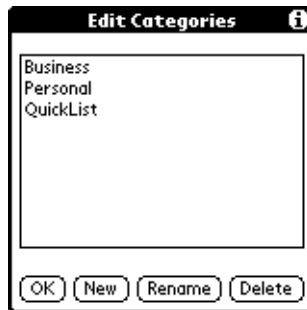 Edit Categories i
Business
Personal
QuickList
OK New Rename Delete